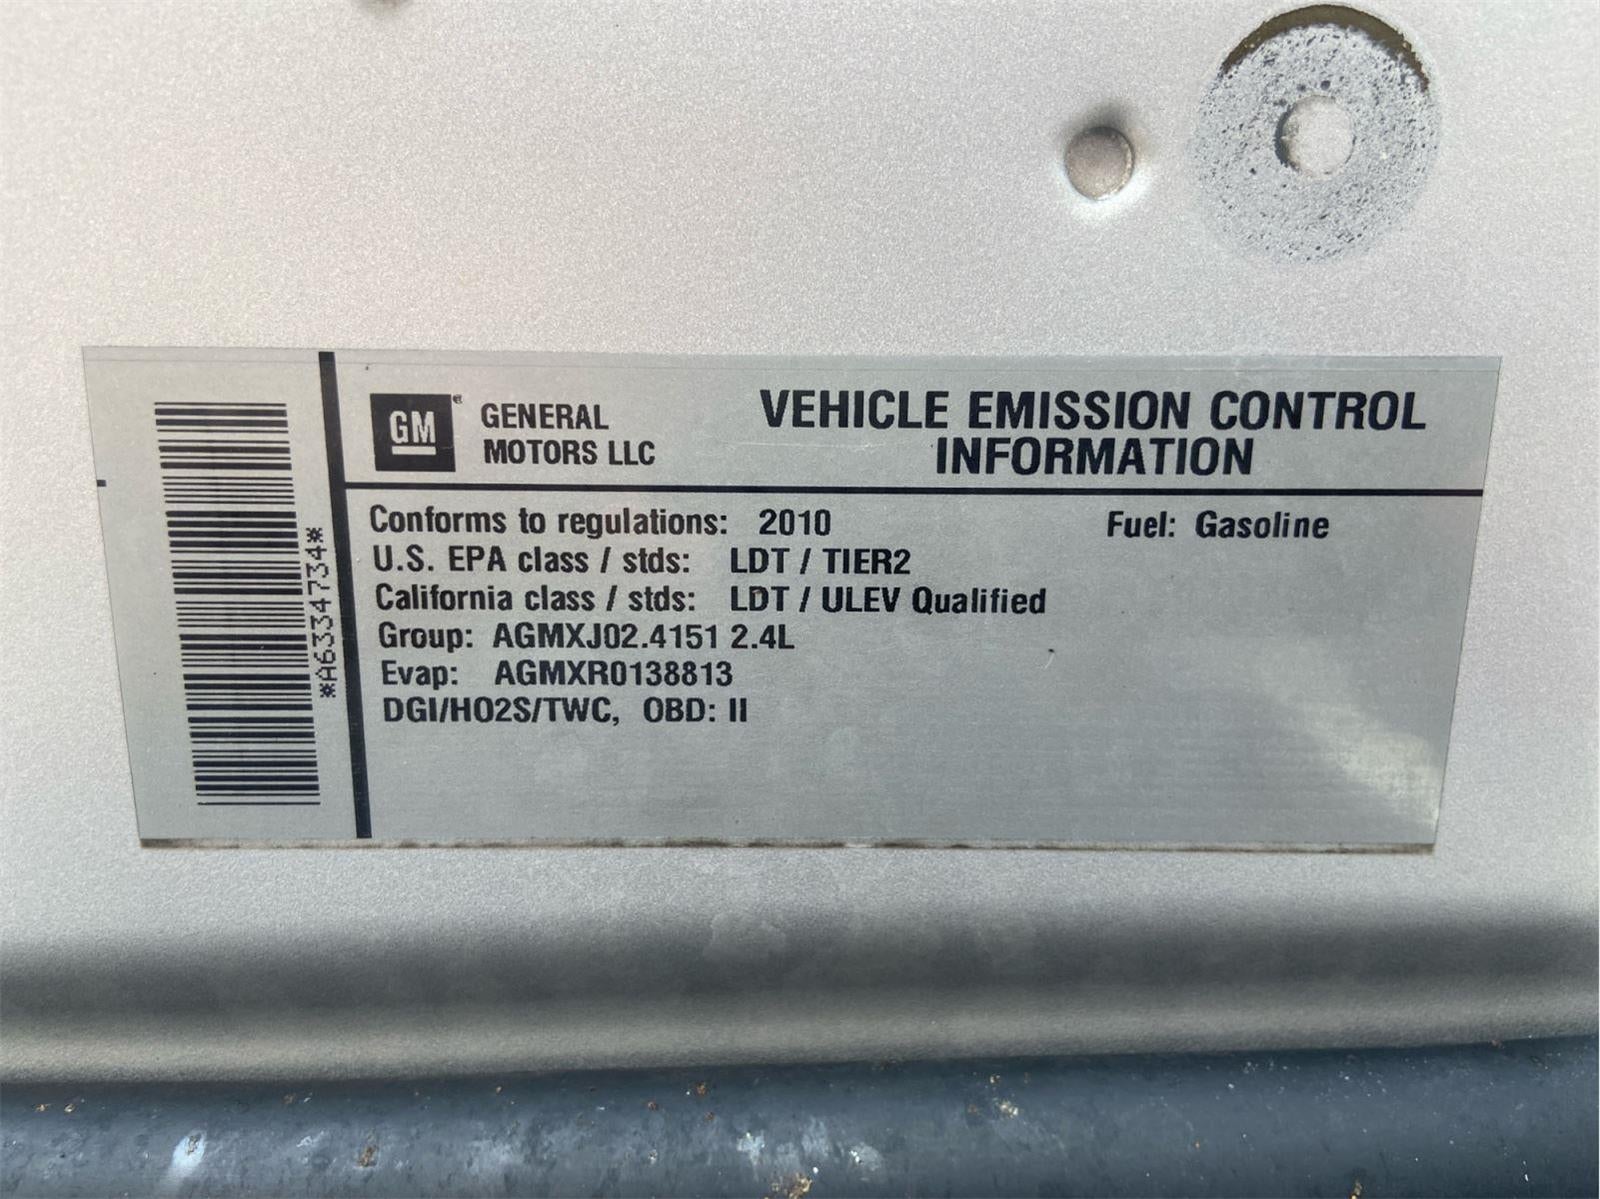 GM
GENERAL
MOTORS LLC
VEHICLE EMISSION CONTROL
INFORMATION
Conforms to regulations: 2010 Fuel: Gasoline
U.S. EPA class / stds: LDT / TIER2
California class / stds: LDT / ULEV Qualified
Group: AGMXJ02.4151 2.4L
Evap: AGMXR0138813
DGI/HO2S/TWC, OBD: II
*A6334734*